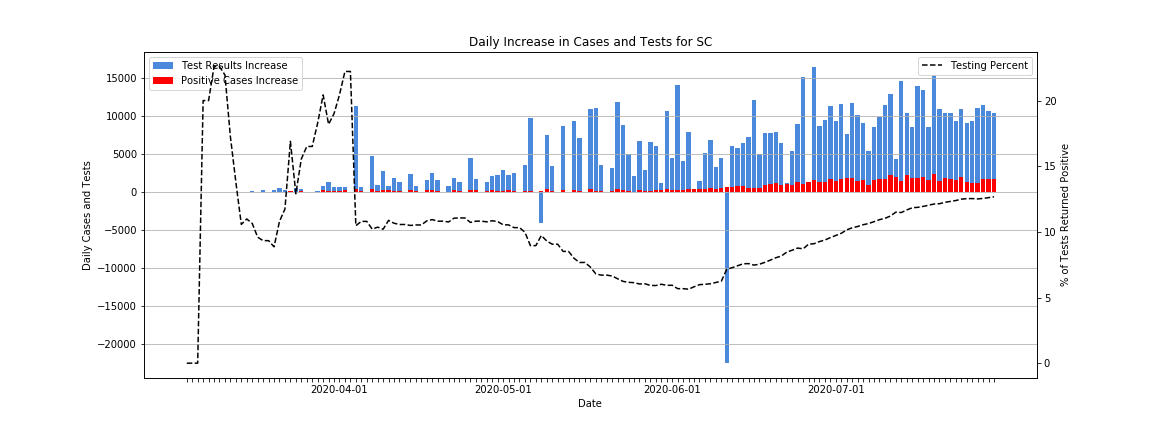 Daily Increase in Cases and Tests for SC
Test Results Increase
Positive Cases Increase
Testing Percent
15000
10000
5000
0
−5000
−10000
−15000
−20000
Daily Cases and Tests
20
15
10
5
0
% of Tests Returned Positive
2020-04-01
2020-05-01
2020-06-01
2020-07-01
Date